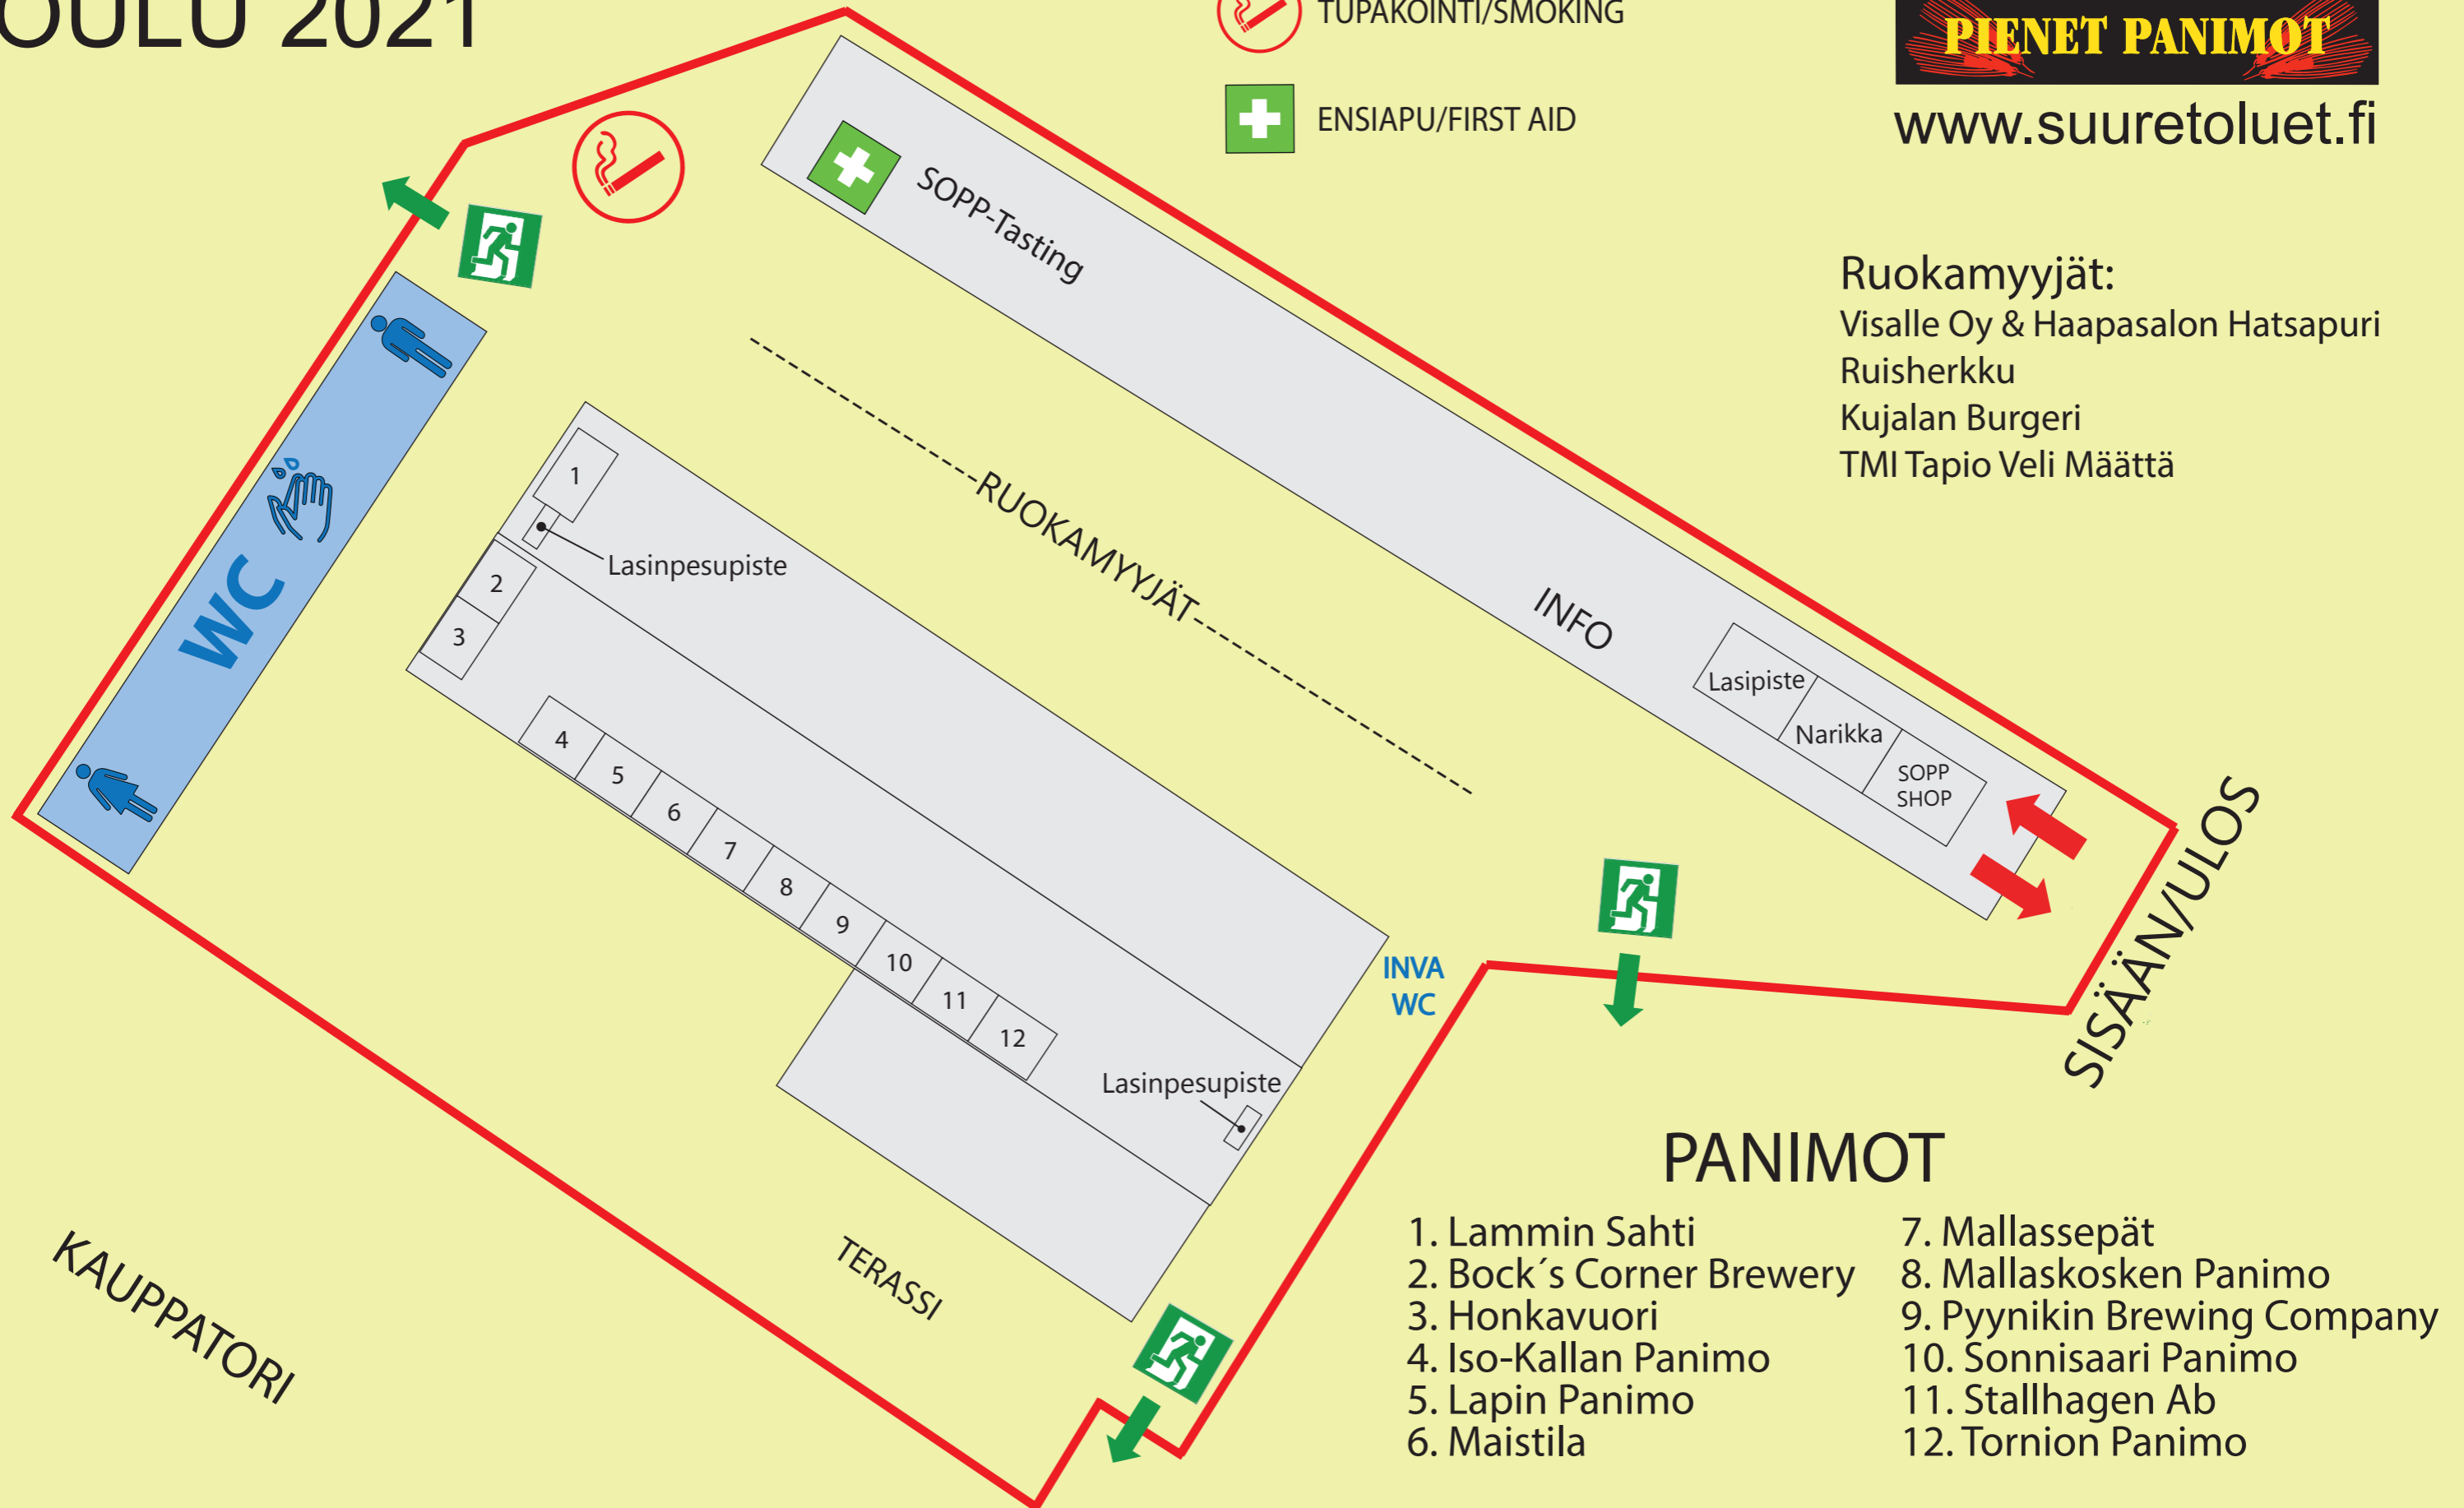 OULU 2021
TUPAKOINTI/SMOKING
ENSIAPU/FIRST AID
PIENET PANIMOT
www.suuretoluet.fi
Ruokamyyjät:
Visalle Oy & Haapasalon Hatsapuri
Ruisherkku
Kujalan Burgeri
TMI Tapio Veli Määttä
SOPP-Tasting
RUOKAMYYJÄT
INFO
Lasipiste
Narikka
SOPP
SHOP
SISÄÄN/ULOS
WC
1
Lasinpesupiste
2
3
4
5
6
7
8
9
10
11
12
Lasinpesupiste
INVA
WC
TERASSI
KAUPPATORI
PANIMOT
1. Lammin Sahti
2. Bock´s Corner Brewery
3. Honkavuori
4. Iso-Kallan Panimo
5. Lapin Panimo
6. Maistila
7. Mallassepät
8. Mallaskosken Panimo
9. Pyynikin Brewing Company
10. Sonnisaari Panimo
11. Stallhagen Ab
12. Tornion Panimo